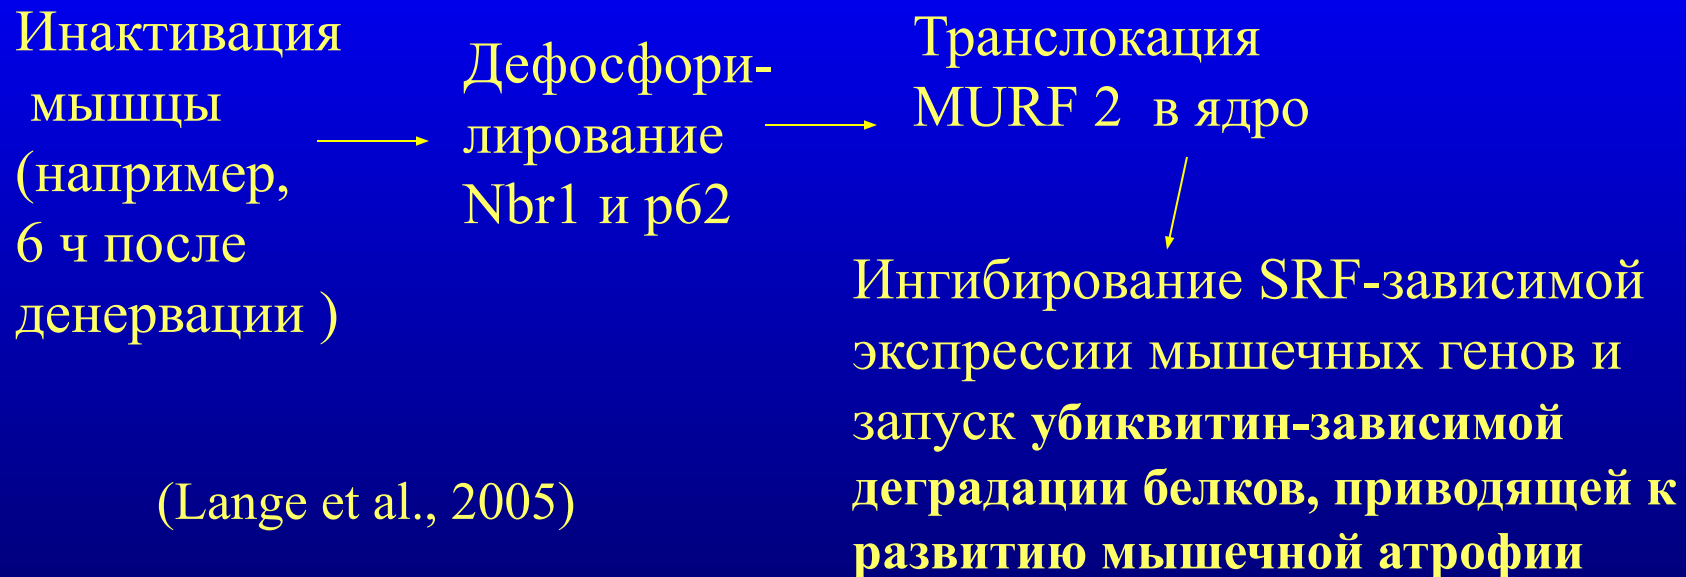 Инактивация
мышцы
(например,
6 ч после
денервации )
Дефосфори-
лирование
Nbr1 и p62
Транслокация
MURF 2 в ядро
Ингибирование SRF-зависимой
экспрессии мышечных генов и
запуск убиквитин-зависимой
деградации белков, приводящей к
развитию мышечной атрофии
(Lange et al., 2005)